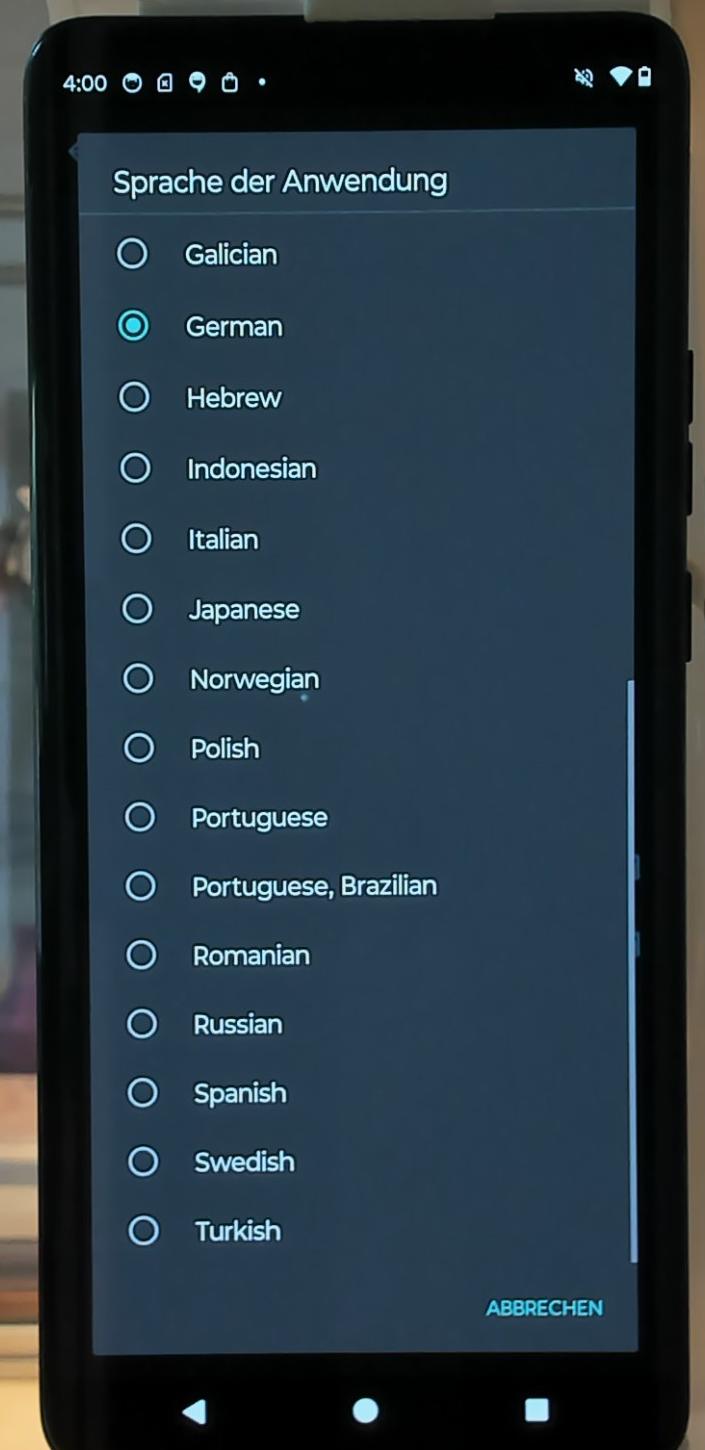 4:00
Sprache der Anwendung
Galician
German
Hebrew
Indonesian
Italian
Japanese
Norwegian
Polish
Portuguese
Portuguese, Brazilian
Romanian
Russian
Spanish
Swedish
Turkish
ABBRECHEN